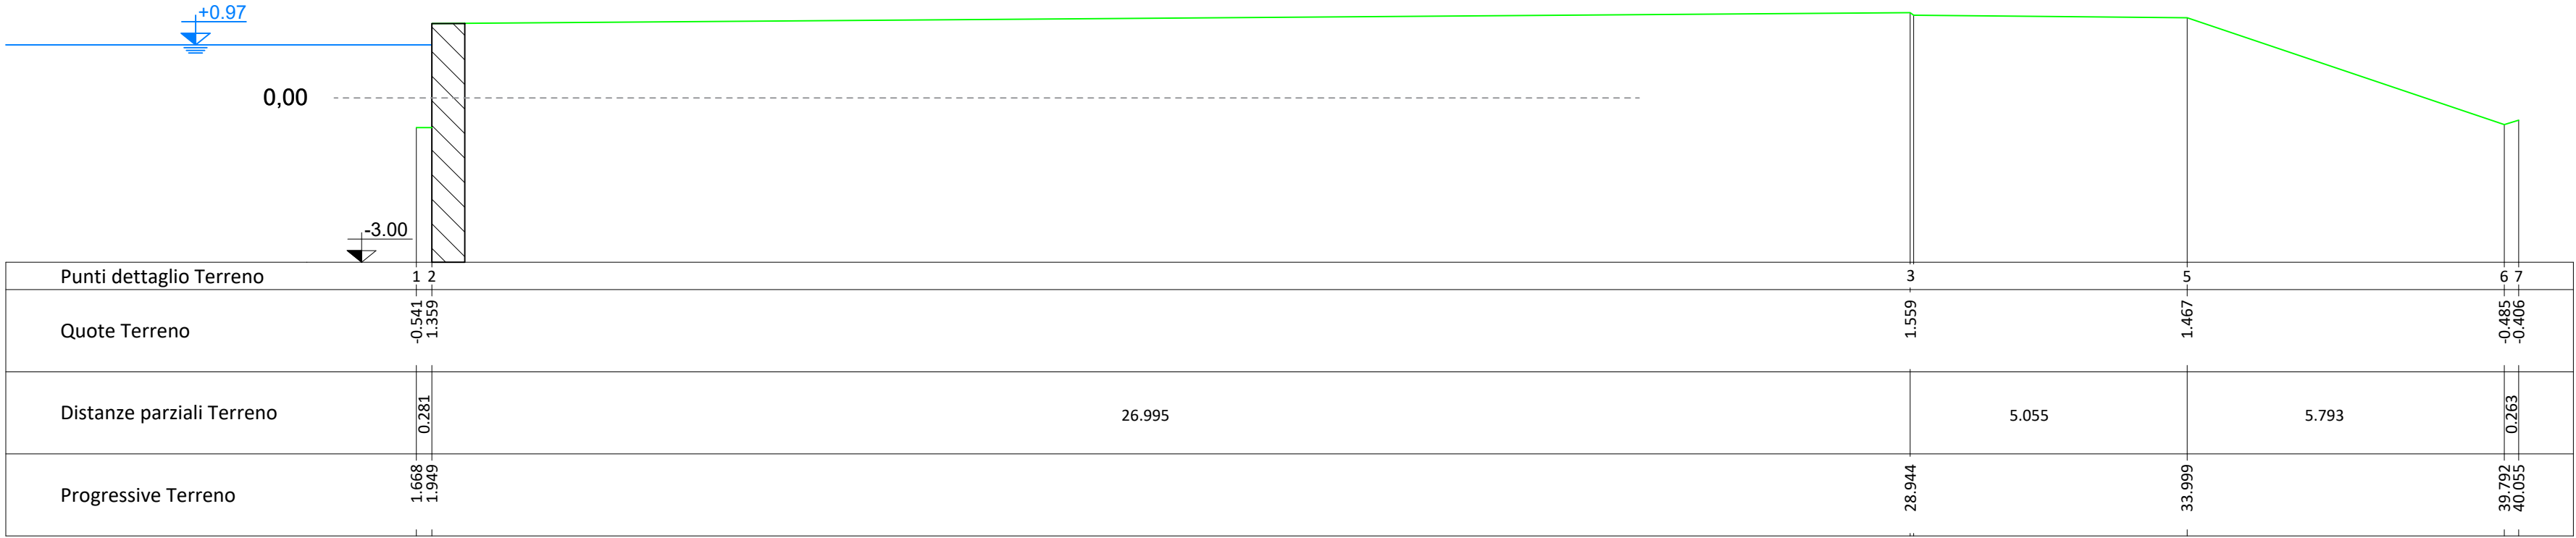 +0.97
0,00
-3.00
Punti dettaglio Terreno 1 2 3 5 6 7
Quote Terreno -0.541 1.359 1.559 1.467 -0.485 -0.406
Distanze parziali Terreno 0.281 26.995 5.055 5.793 0.263
Progressive Terreno 1.668 1.949 28.944 33.999 39.792 40.055